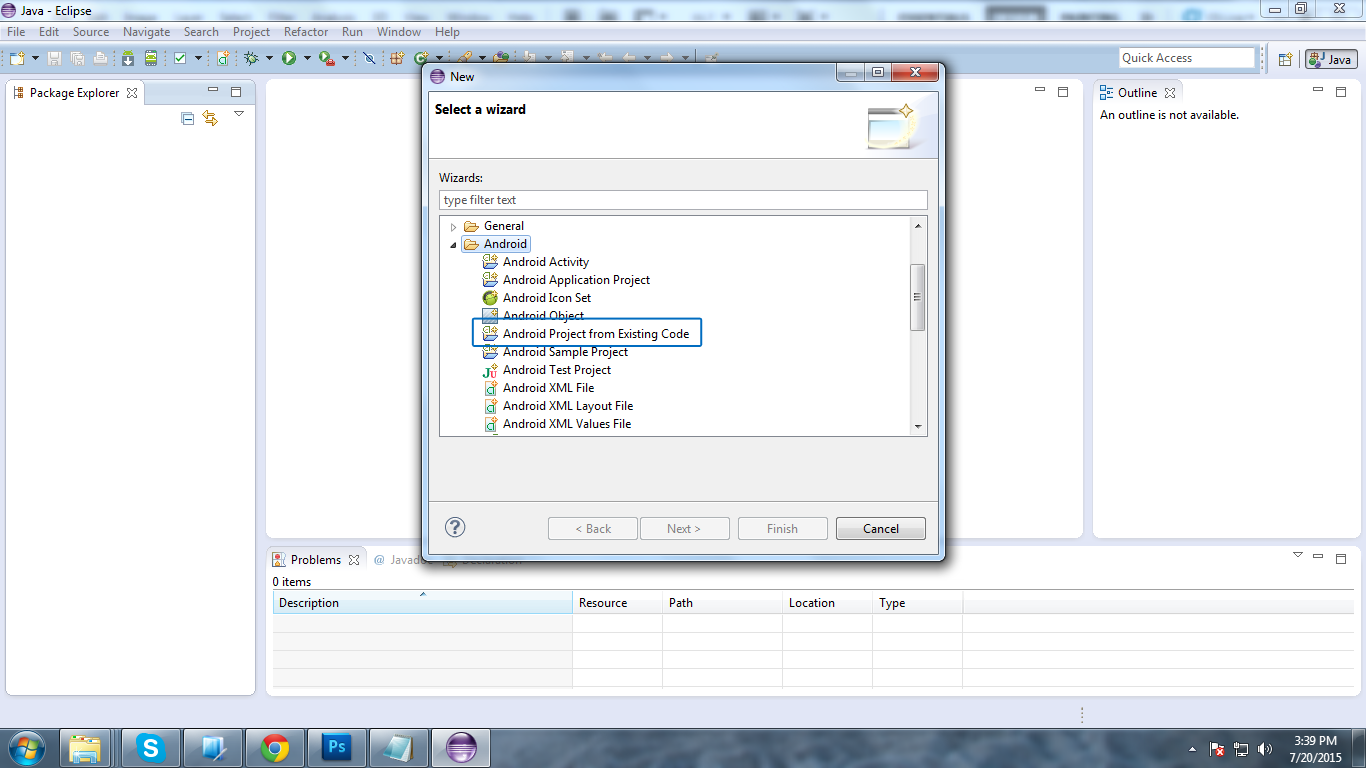 Java - Eclipse
File Edit Source Navigate Search Project Refactor Run Window Help
Quick Access
Java
Package Explorer
New
Select a wizard
Wizards:
type filter text
General
Android
Android Activity
Android Application Project
Android Icon Set
Android Object
Android Project from Existing Code
Android Sample Project
Android Test Project
Android XML File
Android XML Layout File
Android XML Values File
< Back Next > Finish Cancel
Outline
An outline is not available.
Problems @
0 items
Description Resource Path Location Type
3:39 PM
7/20/2015